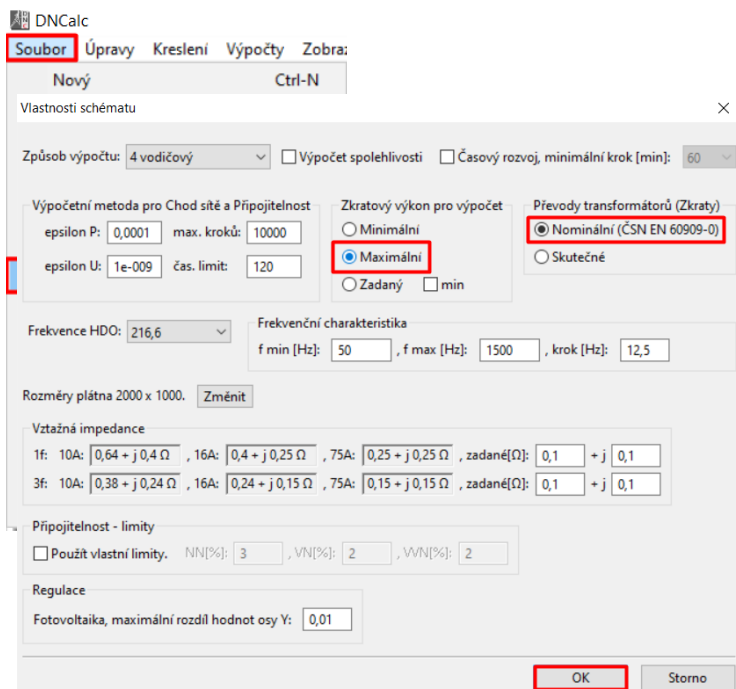 DNCalc
Soubor Úpravy Kreslení Výpočty Zobraz
Nový Ctrl-N
Vlastnosti schématu
Způsob výpočtu: 4 vodičový Výpočet spolehlivosti Časový rozvoj, minimální krok [min]: 60
Výpočetní metoda pro Chod sítě a Připojitelnost Zkratový výkon pro výpočet Převody transformátorů (Zkraty)
epsilon P: 0,0001 max. kroků: 10000 Minimální Nominální (ČSN EN 60909-0)
epsilon U: 1e-009 čas. limit: 120 Maximální Skutečné
Zadaný min
Frekvence HDO: 216,6 Frekvenční charakteristika
f min [Hz]: 50 , f max [Hz]: 1500 , krok [Hz]: 12,5
Rozměry plátna 2000 x 1000. Změnit
Vztažná impedance
1f: 10A: 0,64 + j 0,4 Ω , 16A: 0,4 + j 0,25 Ω , 75A: 0,25 + j 0,25 Ω , zadané[Ω]: 0,1 + j 0,1
3f: 10A: 0,38 + j 0,24 Ω , 16A: 0,24 + j 0,15 Ω , 75A: 0,15 + j 0,15 Ω , zadané[Ω]: 0,1 + j 0,1
Připojitelnost - limity
Použít vlastní limity. NN[%]: 3 , VN[%]: 2 , VVN[%]: 2
Regulace
Fotovoltaika, maximální rozdíl hodnot osy Y: 0,01
OK Storno